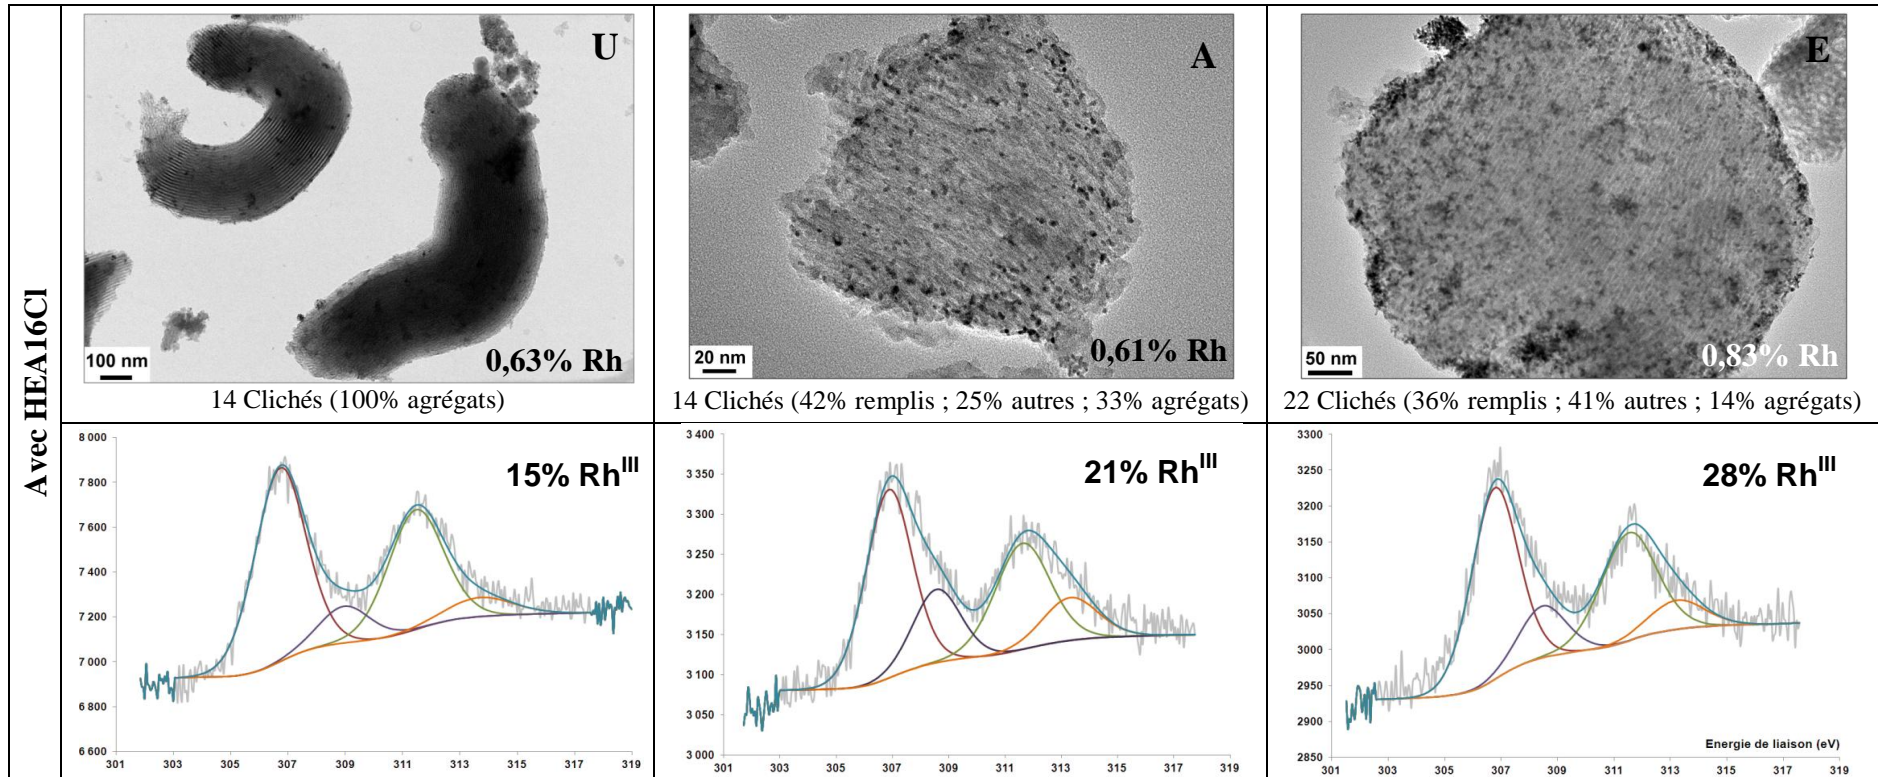 Avec HEA16Cl
U
100 nm
0,63% Rh
14 Clichés (100% agrégats)
A
20 nm
0,61% Rh
14 Clichés (42% remplis ; 25% autres ; 33% agrégats)
E
50 nm
0,83% Rh
22 Clichés (36% remplis ; 41% autres ; 14% agrégats)
15% Rh^III
8 000
7 800
7 600
7 400
7 200
7 000
6 800
6 600
301 303 305 307 309 311 313 315 317 319
21% Rh^III
3 400
3 350
3 300
3 250
3 200
3 150
3 100
3 050
3 000
301 303 305 307 309 311 313 315 317 319
28% Rh^III
3300
3250
3200
3150
3100
3050
3000
2950
2900
2850
Energie de liaison (eV)
301 303 305 307 309 311 313 315 317 319